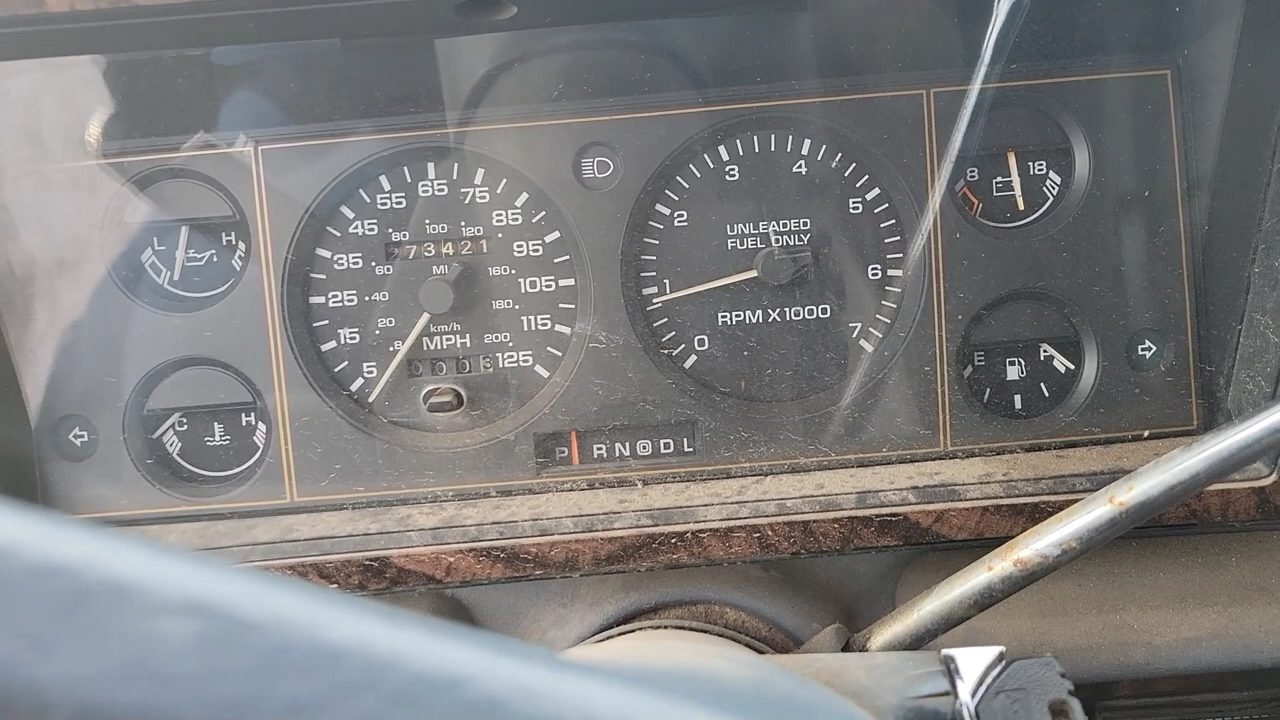 L H
C H
5 15 25 35 45 55 65 75 85 95 105 115 125
20 40 60 80 100 120 160 180 200
73421
MI
km/h
MPH
0003
P R N D D L
0 1 2 3 4 5 6 7
UNLEADED
FUEL ONLY
RPM X 1000
8 18
E F